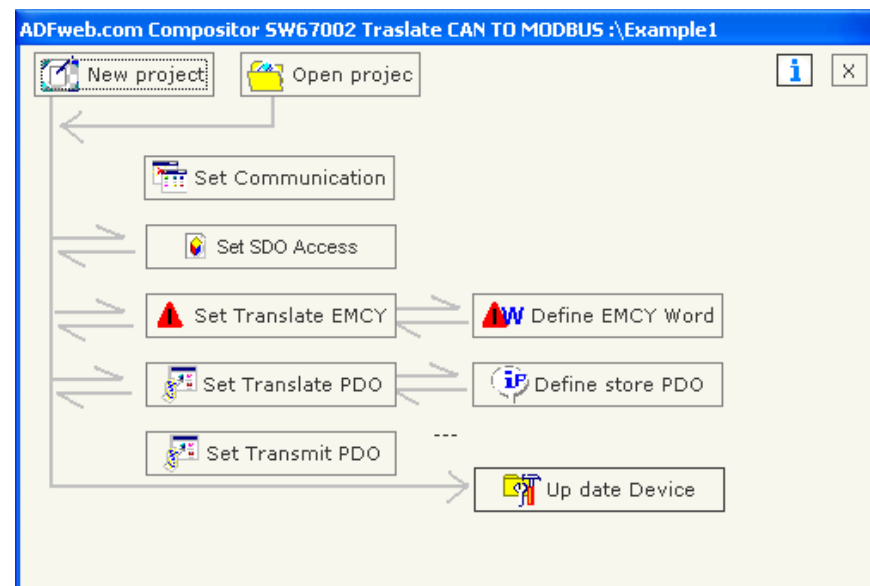 ADFweb.com Compositor SW67002 Traslate CAN TO MODBUS :\Example1
New project Open projec i X
Set Communication
Set SDO Access
Set Translate EMCY W Define EMCY Word
Set Translate PDO iP Define store PDO
Set Transmit PDO ---
Up date Device